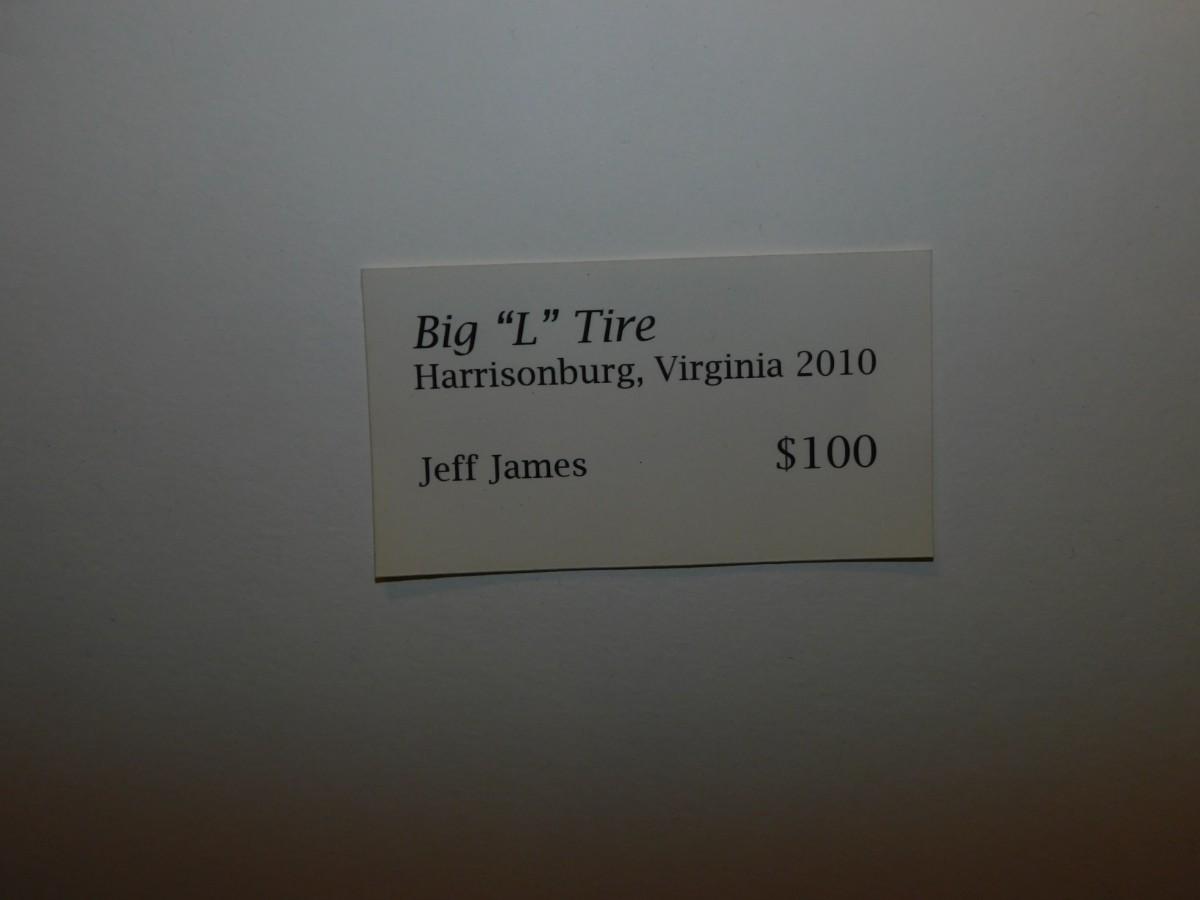 Big “L” Tire
Harrisonburg, Virginia 2010
Jeff James
$100